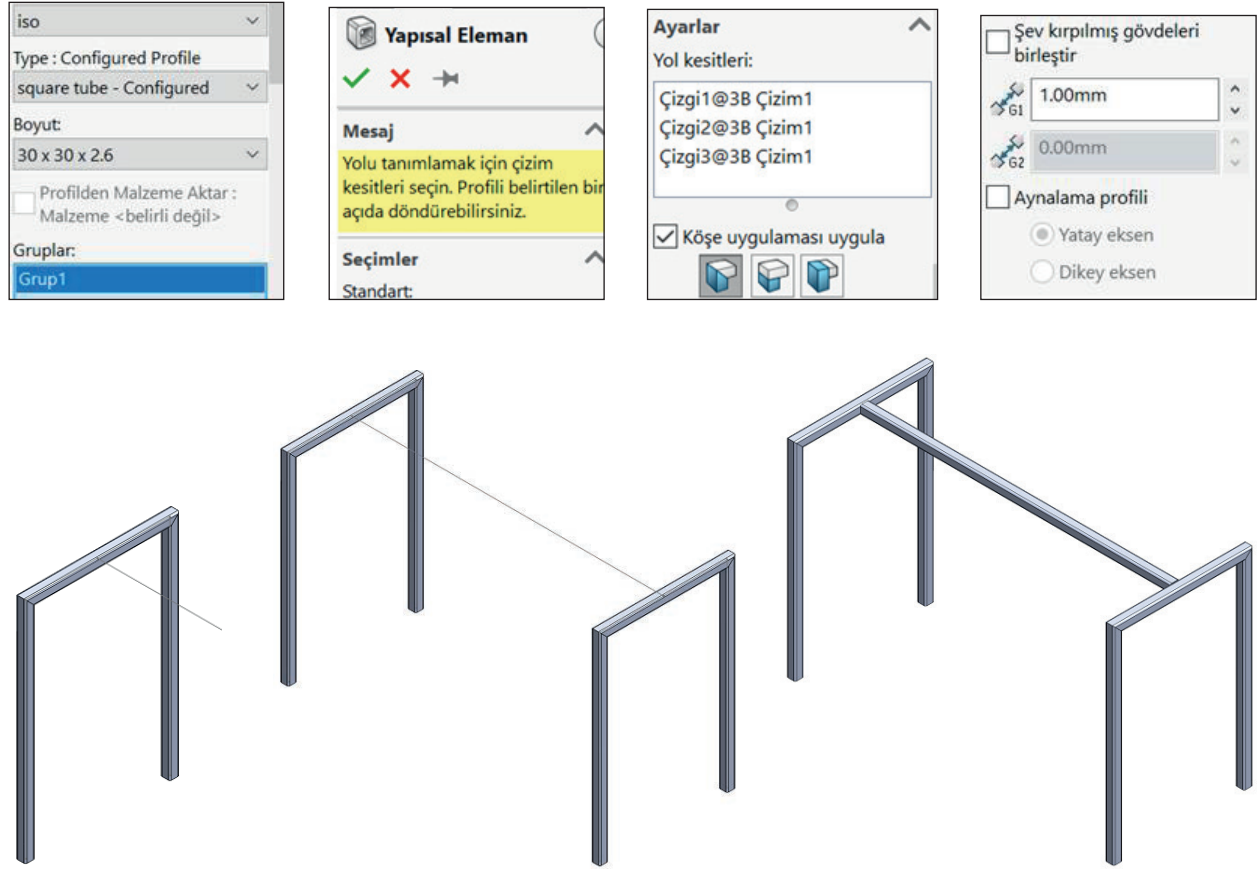 iso
Type : Configured Profile
square tube - Configured
Boyut:
30 x 30 x 2.6
Profilden Malzeme Aktar :
Malzeme <belirli değil>
Gruplar:
Grup1
Yapısal Eleman
Mesaj
Yolu tanımlamak için çizim
kesitleri seçin. Profili belirtilen bir
açıda döndürebilirsiniz.
Seçimler
Standart:
Ayarlar
Yol kesitleri:
Çizgi1@3B Çizim1
Çizgi2@3B Çizim1
Çizgi3@3B Çizim1
Köşe uygulaması uygula
Şev kırpılmış gövdeleri
birleştir
G1 1.00mm
G2 0.00mm
Aynalama profili
Yatay eksen
Dikey eksen